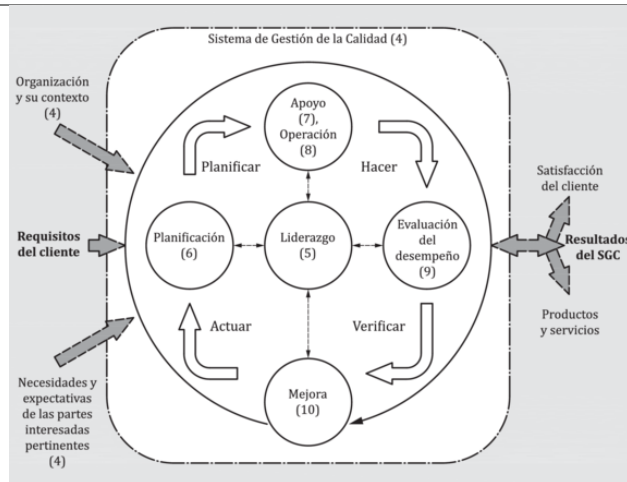 Sistema de Gestión de la Calidad (4)
Organización
y su contexto
(4)
Apoyo
(7),
Operación
(8)
Planificar
Hacer
Satisfacción
del cliente
Requisitos
del cliente
Planificación
(6)
Liderazgo
(5)
Evaluación
del
desempeño
(9)
Resultados
del SGC
Actuar
Verificar
Productos
y servicios
Necesidades y
expectativas
de las partes
interesadas
pertinentes
(4)
Mejora
(10)